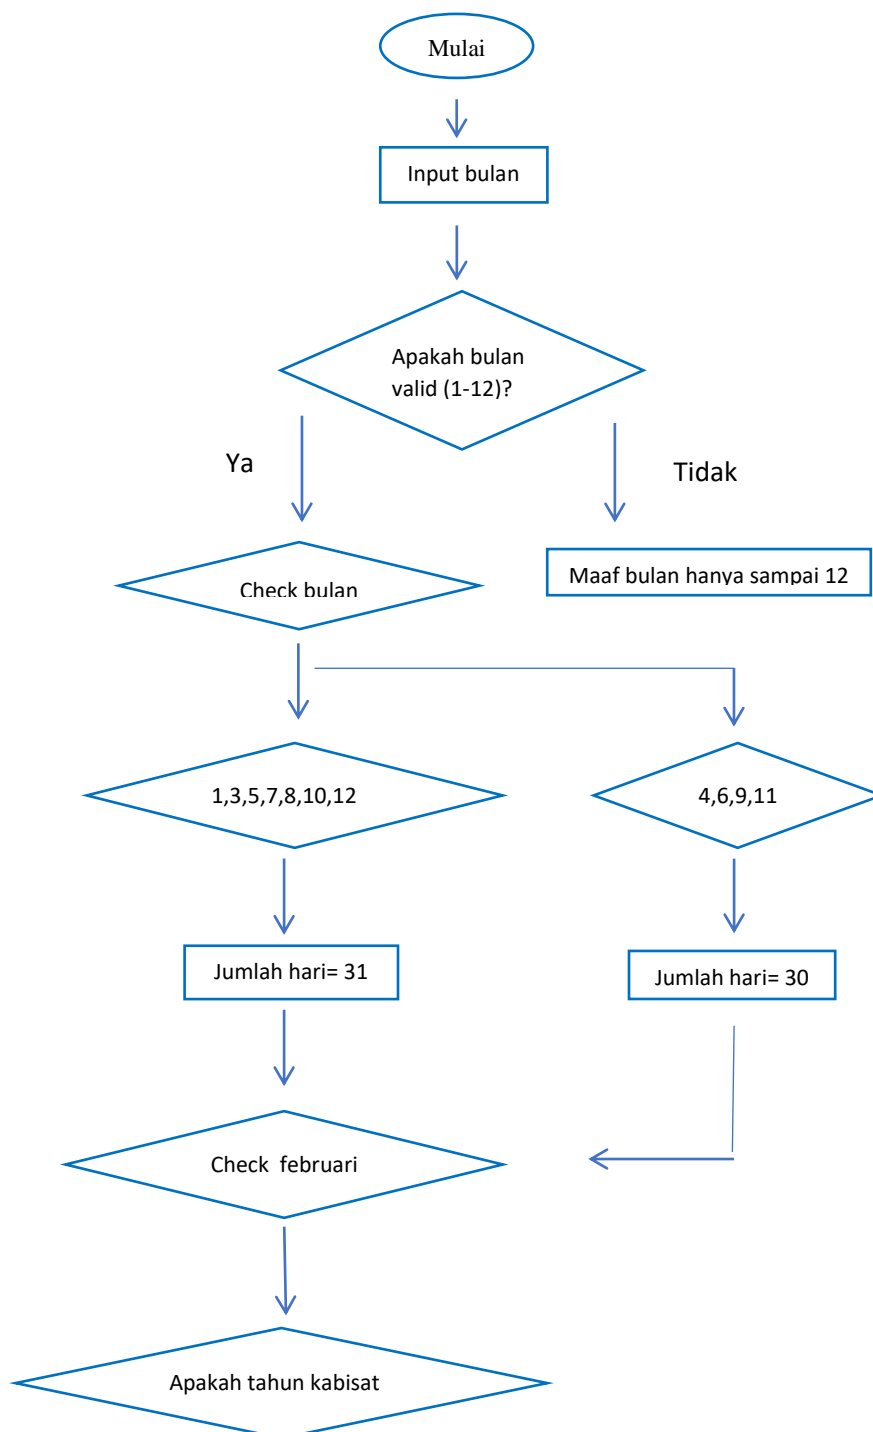 Mulai
Input bulan
Apakah bulan
valid (1-12)?
Ya
Tidak
Check bulan
Maaf bulan hanya sampai 12
1,3,5,7,8,10,12
4,6,9,11
Jumlah hari= 31
Jumlah hari= 30
Check  februari
Apakah tahun kabisat